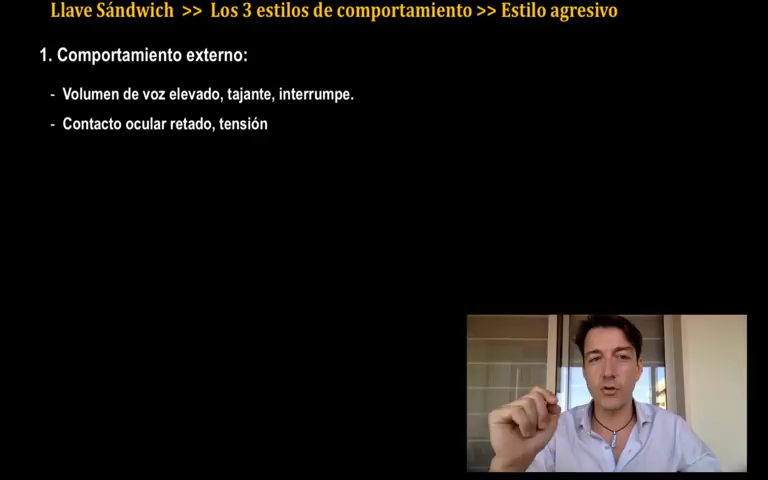 Llave Sándwich >> Los 3 estilos de comportamiento >> Estilo agresivo
1. Comportamiento externo:
- Volumen de voz elevado, tajante, interrumpe.
- Contacto ocular retado, tensión